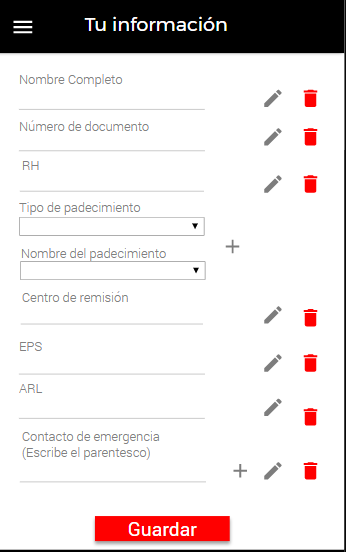 Tu información
Nombre Completo
Número de documento
RH
Tipo de padecimiento
Nombre del padecimiento
Centro de remisión
EPS
ARL
Contacto de emergencia
(Escribe el parentesco)
Guardar